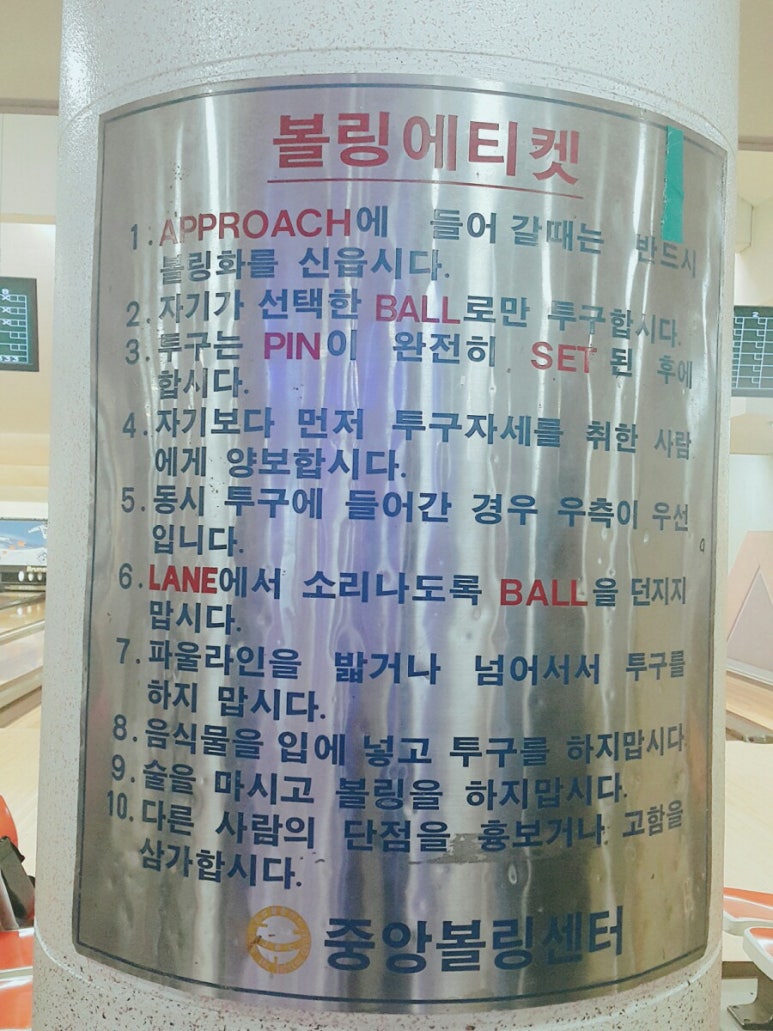 볼링에티켓
1. APPROACH에 들어 갈때는 반드시
볼링화를 신읍시다.
2. 자기가 선택한 BALL로만 투구합시다.
3. 투구는 PIN이 완전히 SET 된 후에
합시다.
4. 자기보다 먼저 투구자세를 취한 사람
에게 양보합시다.
5. 동시 투구에 들어간 경우 우측이 우선
입니다.
6. LANE에서 소리나도록 BALL을 던지지
맙시다.
7. 파울라인을 밟거나 넘어서서 투구를
하지 맙시다.
8. 음식물을 입에 넣고 투구를 하지맙시다
9. 술을 마시고 볼링을 하지맙시다.
10. 다른 사람의 단점을 흉보거나 고함을
삼가합시다.
중앙볼링센터